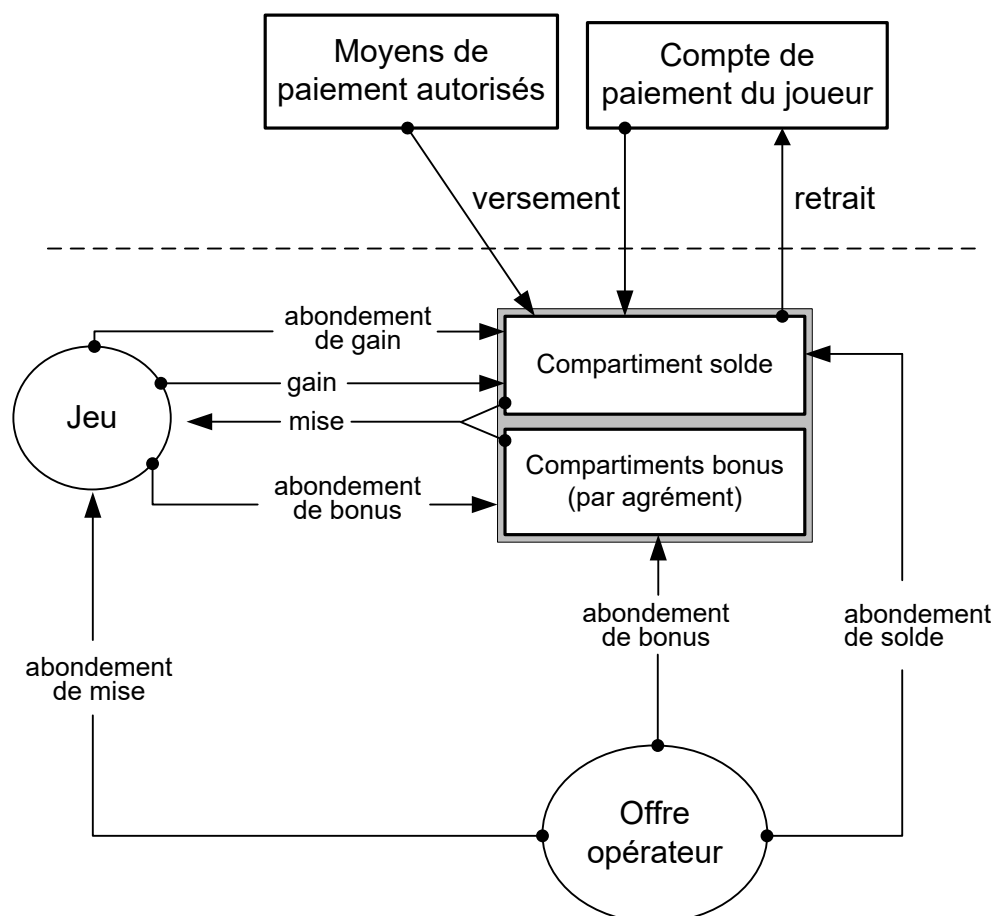 Moyens de
paiement autorisés
Compte de
paiement du joueur
versement
retrait
abondement
de gain
Compartiment solde
gain
Jeu
mise
Compartiments bonus
(par agrément)
abondement
de bonus
abondement
de bonus
abondement
de solde
abondement
de mise
Offre
opérateur